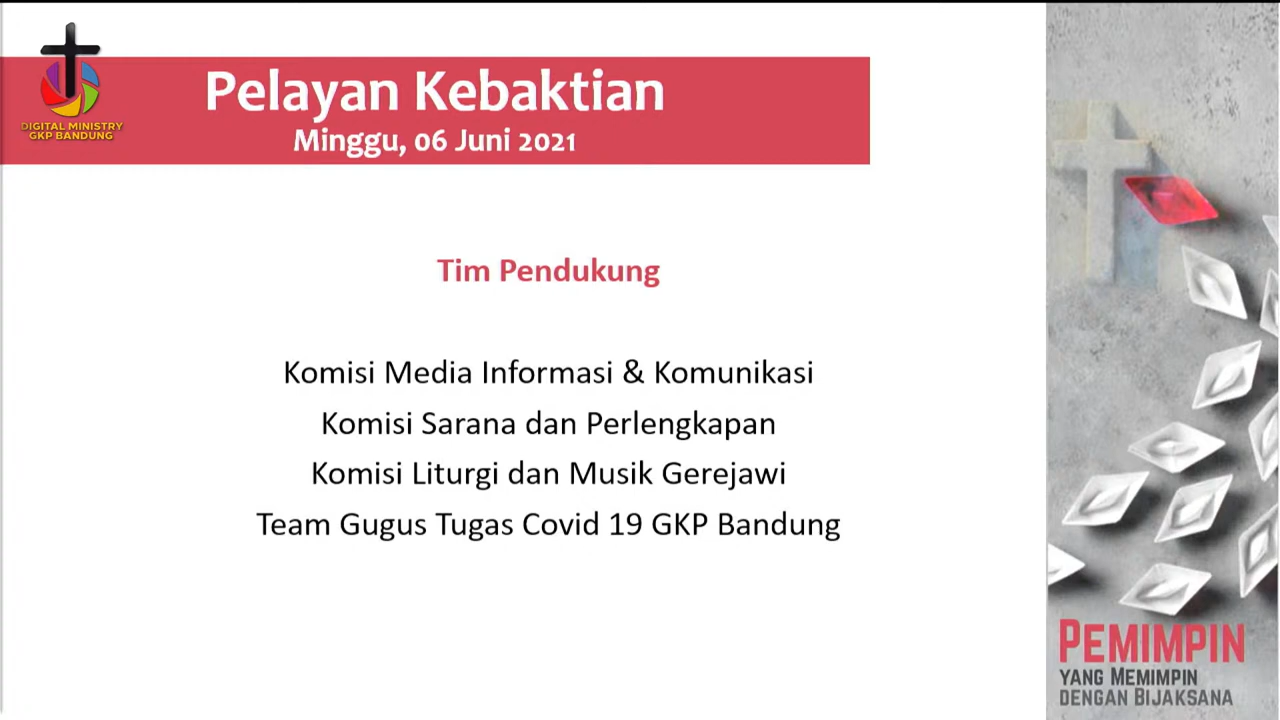 DIGITAL MINISTRY
GKP BANDUNG
Pelayan Kebaktian
Minggu, 06 Juni 2021
Tim Pendukung
Komisi Media Informasi & Komunikasi
Komisi Sarana dan Perlengkapan
Komisi Liturgi dan Musik Gerejawi
Team Gugus Tugas Covid 19 GKP Bandung
PEMIMPIN
YANG MEMIMPIN
DENGAN BIJAKSANA